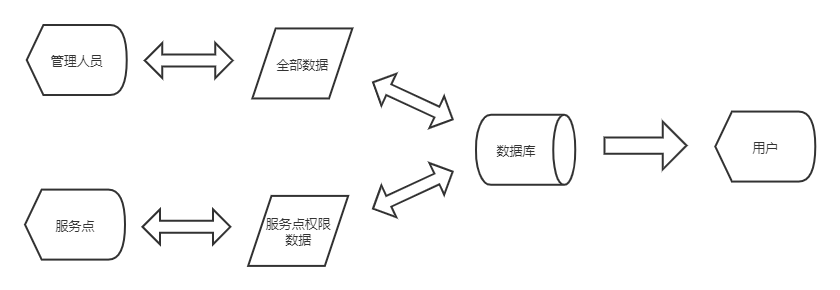 管理人员
全部数据
数据库
用户
服务点
服务点权限
数据